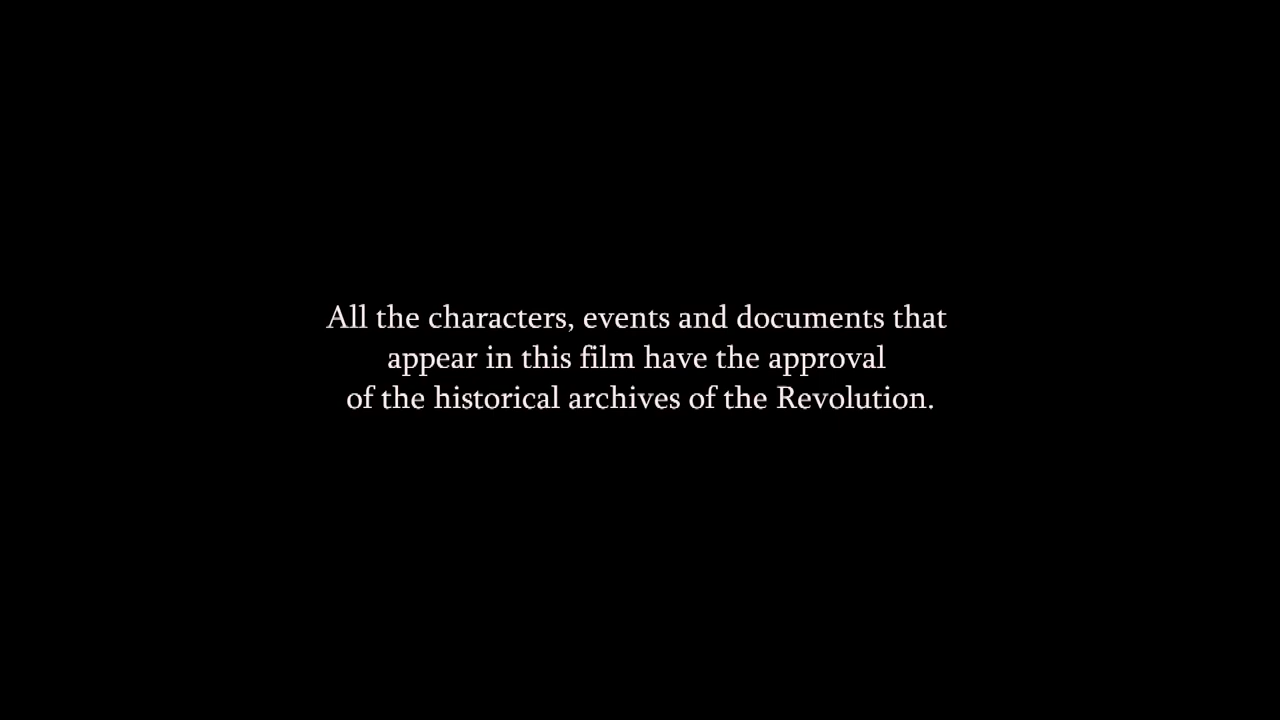 All the characters, events and documents that
appear in this film have the approval
of the historical archives of the Revolution.